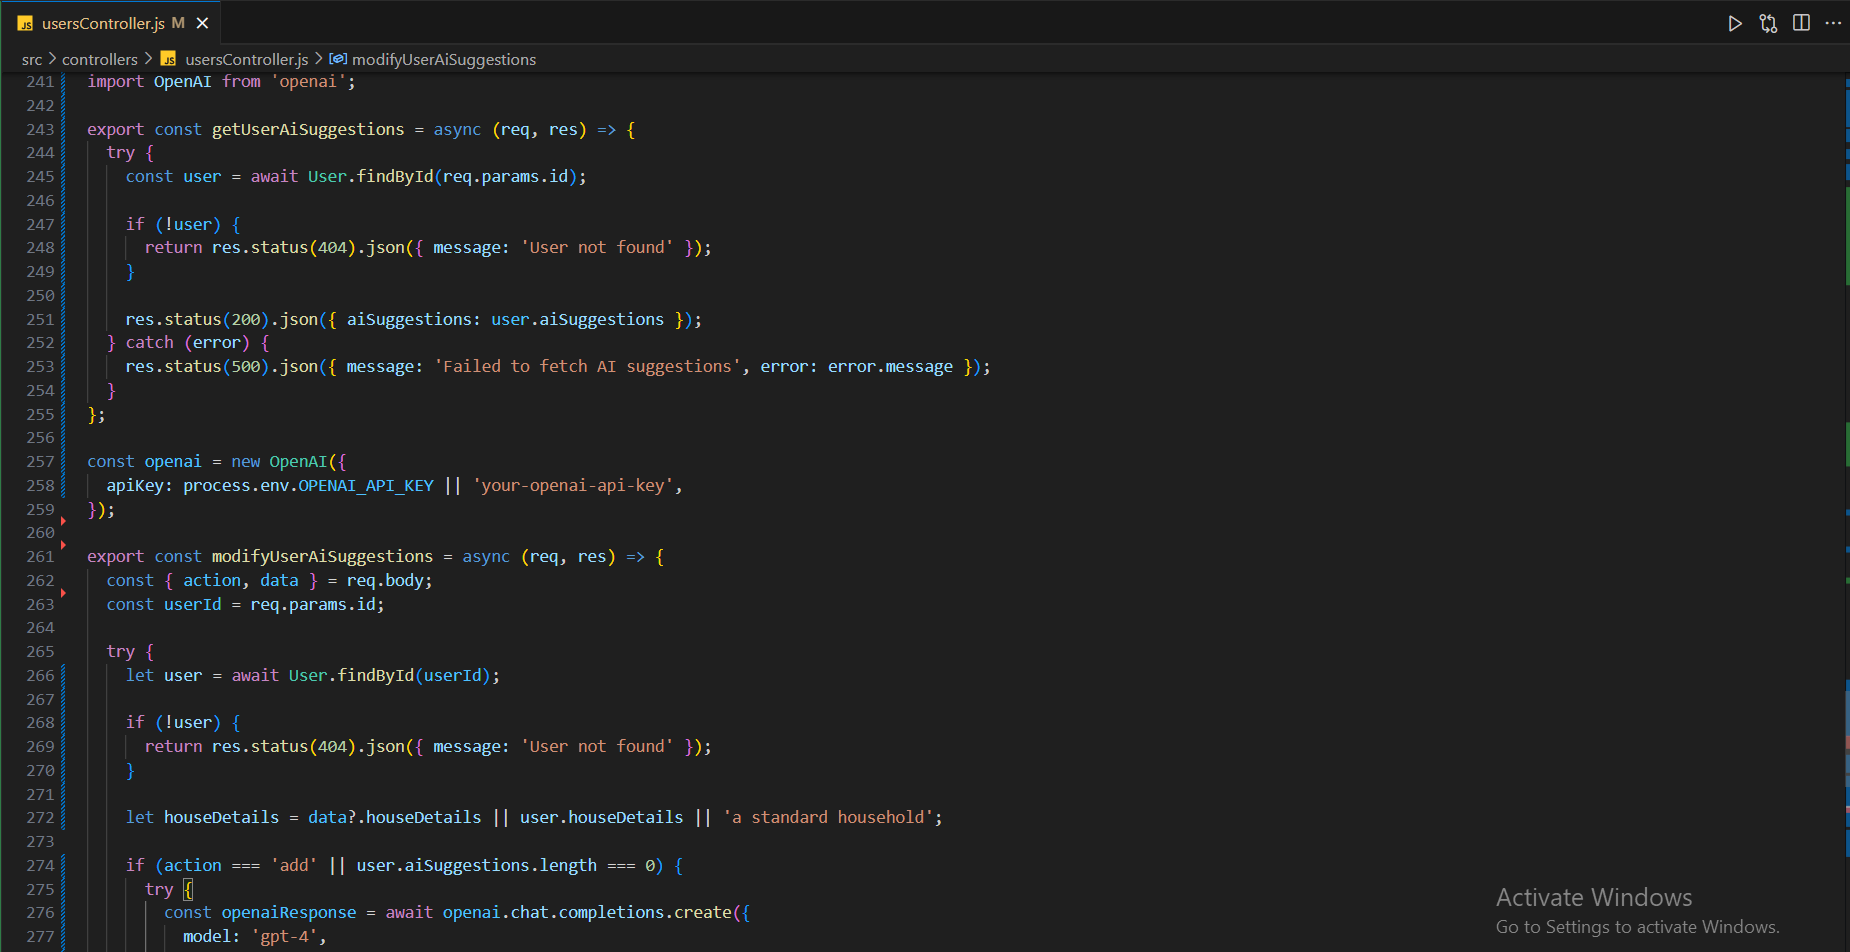 JS usersController.js M
src > controllers > JS usersController.js > modifyUserAiSuggestions
241 import OpenAI from 'openai';
242
243 export const getUserAiSuggestions = async (req, res) => {
244 try {
245 const user = await User.findById(req.params.id);
246
247 if (!user) {
248 return res.status(404).json({ message: 'User not found' });
249 }
250
251 res.status(200).json({ aiSuggestions: user.aiSuggestions });
252 } catch (error) {
253 res.status(500).json({ message: 'Failed to fetch AI suggestions', error: error.message });
254 }
255 };
256
257 const openai = new OpenAI({
258 apiKey: process.env.OPENAI_API_KEY || 'your-openai-api-key',
259 });
260
261 export const modifyUserAiSuggestions = async (req, res) => {
262 const { action, data } = req.body;
263 const userId = req.params.id;
264
265 try {
266 let user = await User.findById(userId);
267
268 if (!user) {
269 return res.status(404).json({ message: 'User not found' });
270 }
271
272 let houseDetails = data?.houseDetails || user.houseDetails || 'a standard household';
273
274 if (action === 'add' || user.aiSuggestions.length === 0) {
275 try {
276 const openaiResponse = await openai.chat.completions.create({
277 model: 'gpt-4',
Activate Windows
Go to Settings to activate Windows.